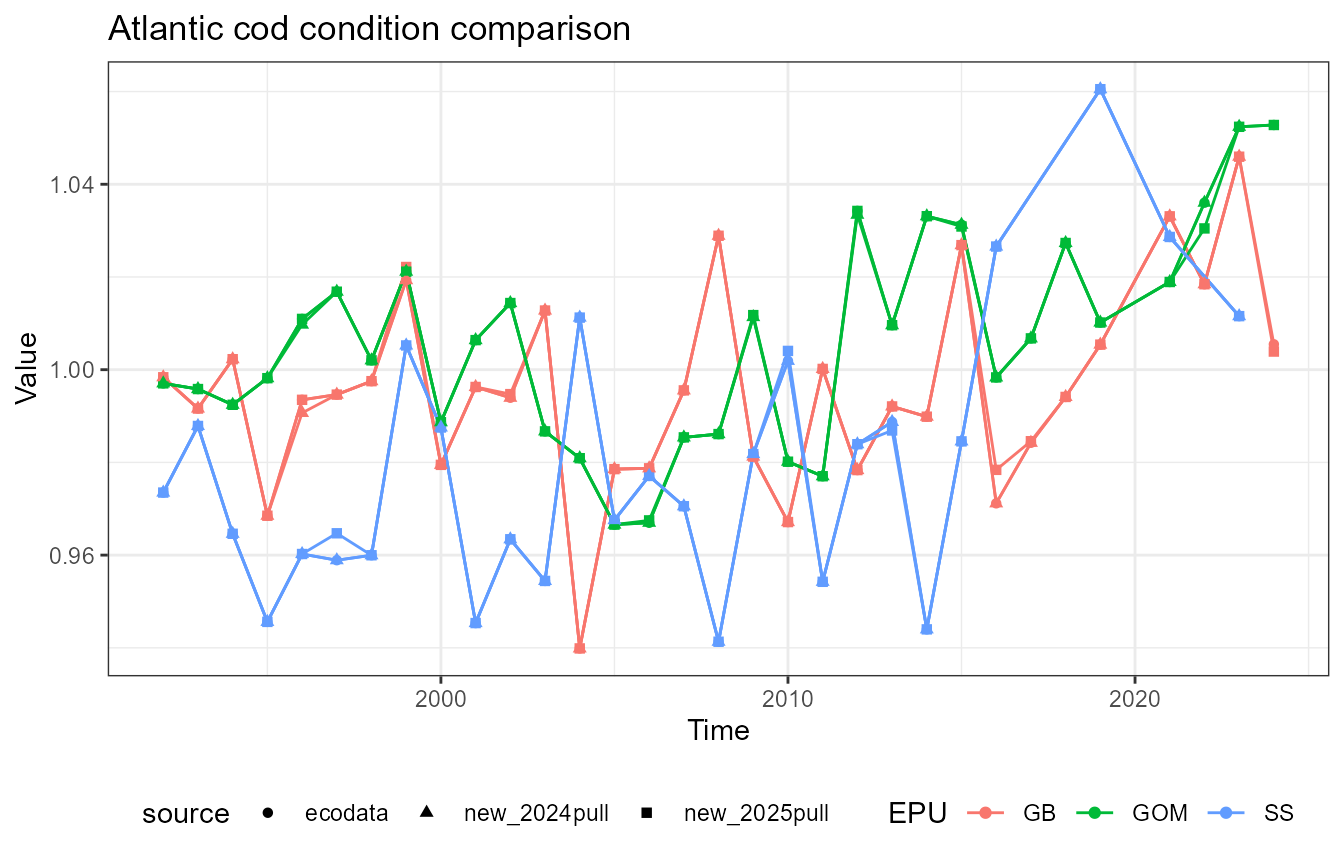 Atlantic cod condition comparison
Value
1.04
1.00
0.96
2000 2010 2020
Time
source ecodata new_2024pull new_2025pull EPU GB GOM SS